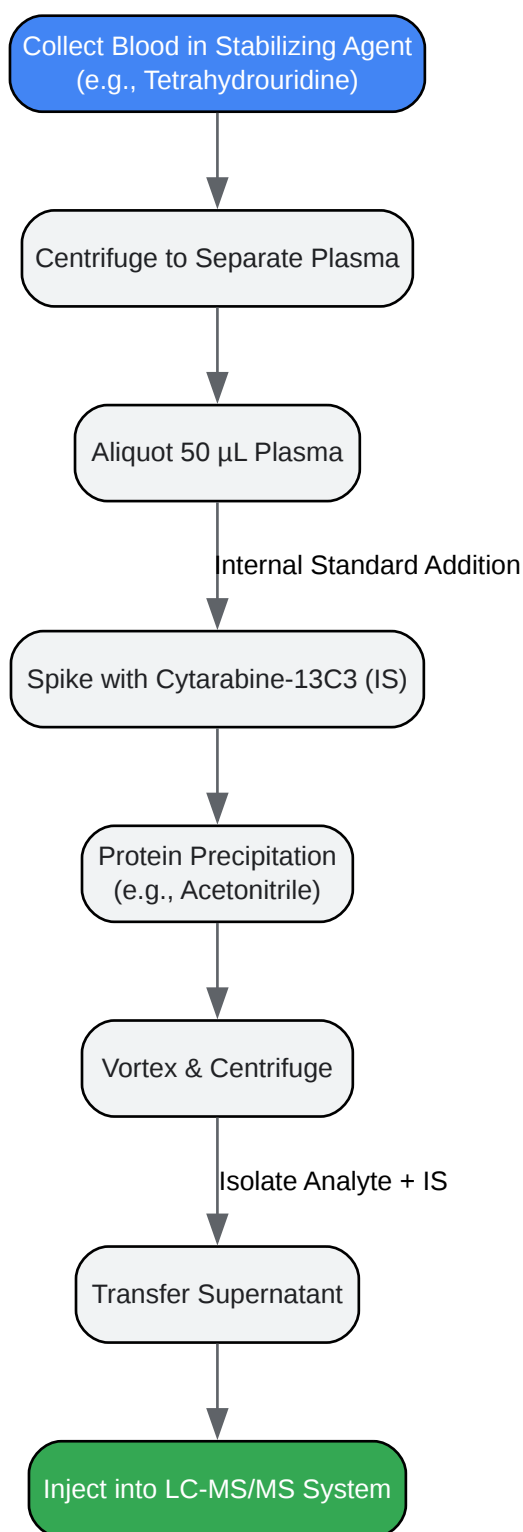 Collect Blood in Stabilizing Agent
(e.g., Tetrahydrouridine)
Centrifuge to Separate Plasma
Aliquot 50 µL Plasma
Internal Standard Addition
Spike with Cytarabine-13C3 (IS)
Protein Precipitation
(e.g., Acetonitrile)
Vortex & Centrifuge
Isolate Analyte + IS
Transfer Supernatant
Inject into LC-MS/MS System